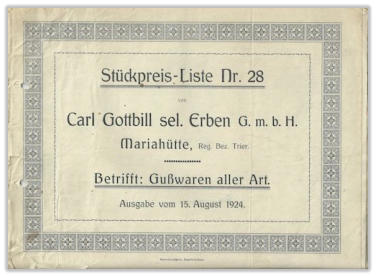 Stückpreis-Liste Nr. 28
von
Carl Gottbill sel. Erben G. m. b. H.
Mariahütte, Reg. Bez. Trier.
Betrifft: Gußwaren aller Art.
Ausgabe vom 15. August 1924.